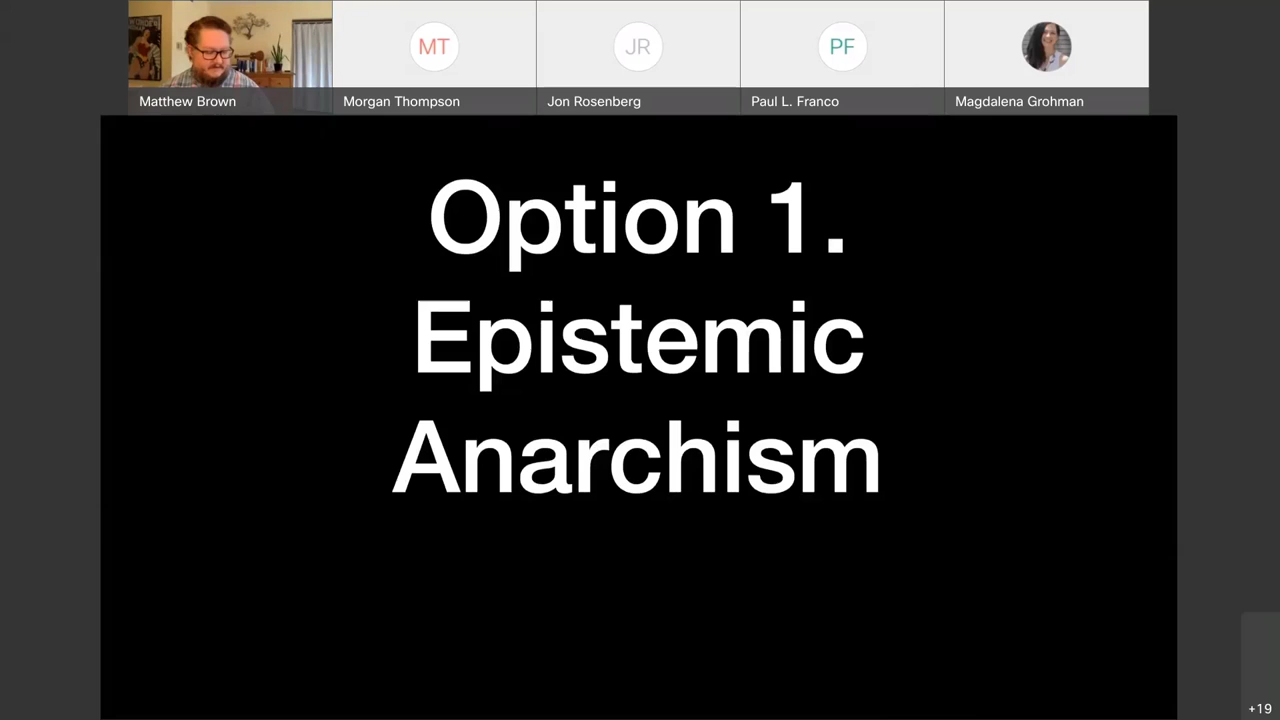 MT
JR
PF
Matthew Brown
Morgan Thompson
Jon Rosenberg
Paul L. Franco
Magdalena Grohman
Option 1.
Epistemic
Anarchism
+19